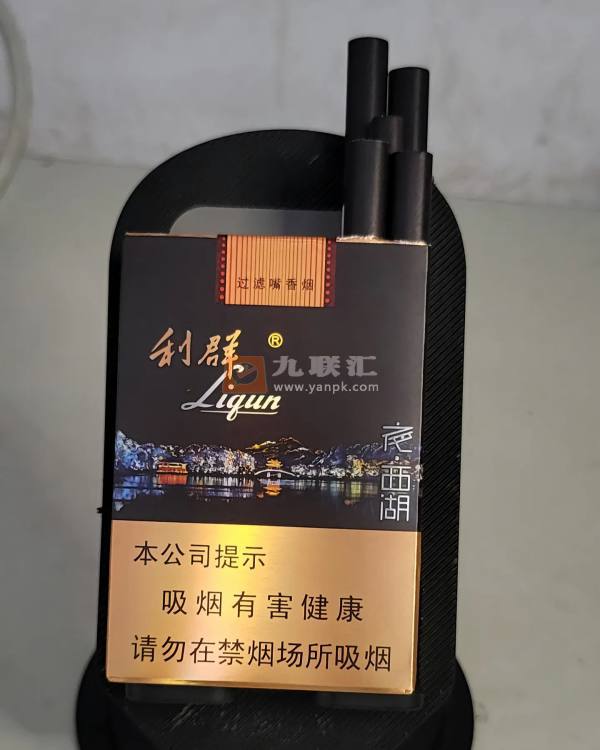 过滤嘴香烟
利群®
Liqun
九联汇
www.yanpk.com
夜·西湖
本公司提示
吸烟有害健康
请勿在禁烟场所吸烟